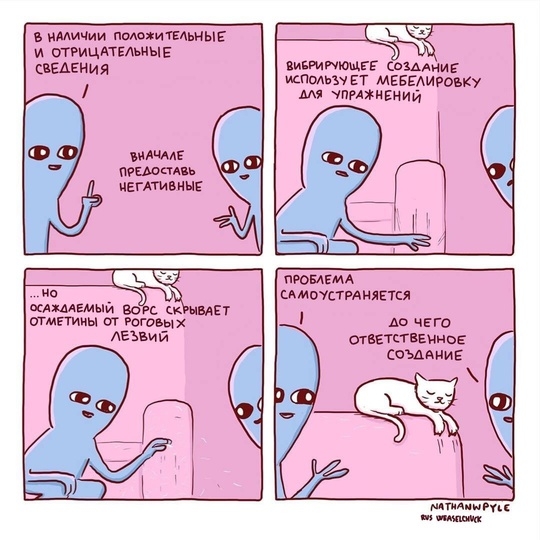 В НАЛИЧИИ ПОЛОЖИТЕЛЬНЫЕ
И ОТРИЦАТЕЛЬНЫЕ
СВЕДЕНИЯ
ВНАЧАЛЕ
ПРЕДОСТАВЬ
НЕГАТИВНЫЕ
ВИБРИРУЮЩЕЕ СОЗДАНИЕ
ИСПОЛЬЗУЕТ МЕБЕЛИРОВКУ
ДЛЯ УПРАЖНЕНИЙ
...НО
ОСАЖДАЕМЫЙ ВОРС СКРЫВАЕТ
ОТМЕТИНЫ ОТ РОГОВЫХ
ЛЕЗВИЙ
ПРОБЛЕМА
САМОУСТРАНЯЕТСЯ
ДО ЧЕГО
ОТВЕТСТВЕННОЕ
СОЗДАНИЕ
NATHANWPYLE
RUS WEASELCHUCK